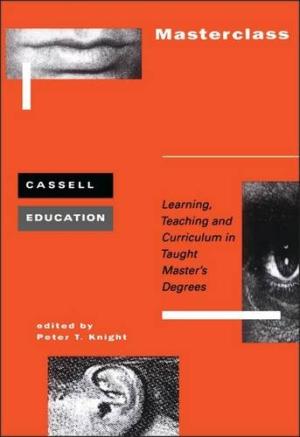 Masterclass
CASSELL
EDUCATION
Learning,
Teaching and
Curriculum in
Taught
Master's
Degrees
edited by
Peter T. Knight